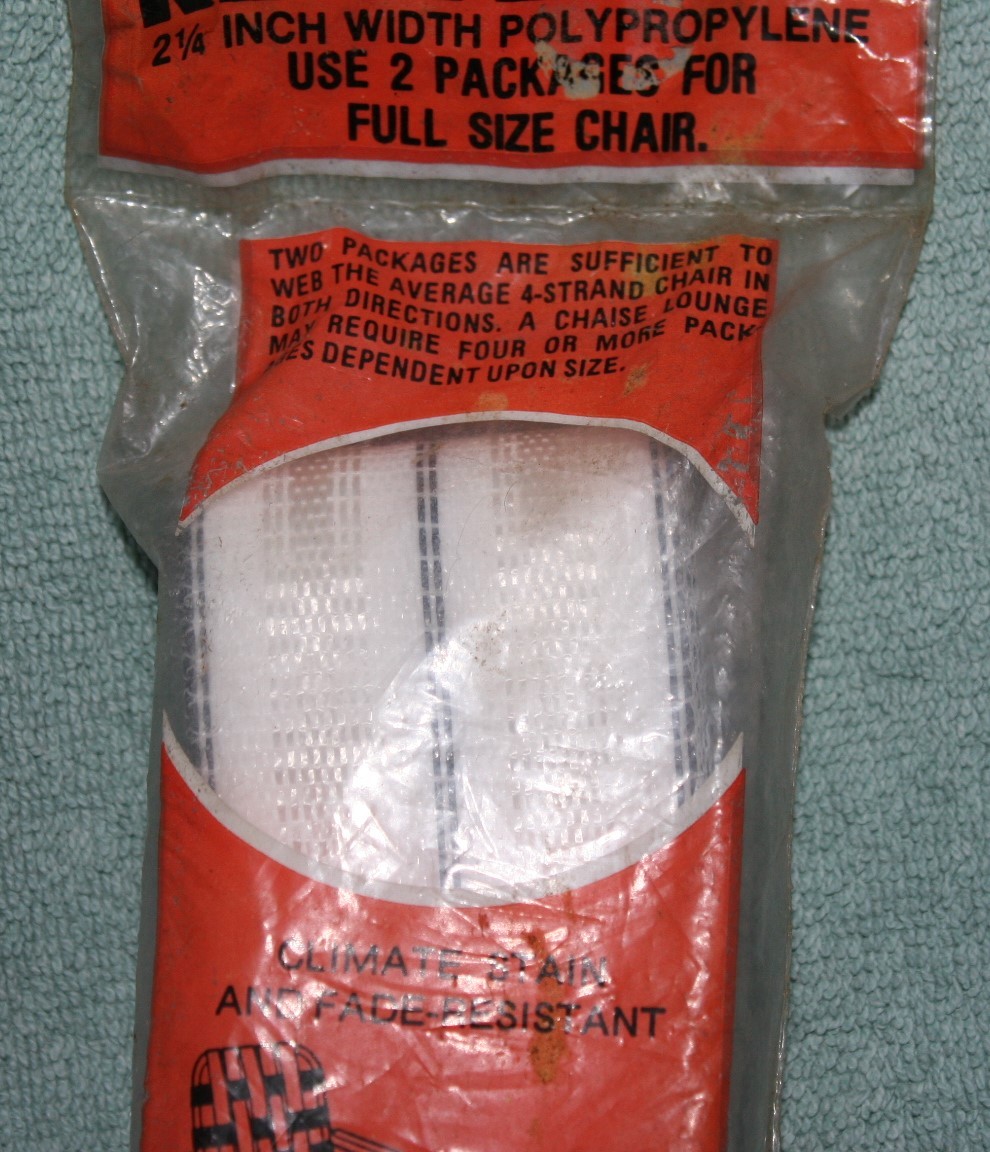 2 1/4 INCH WIDTH POLYPROPYLENE
USE 2 PACKAGES FOR
FULL SIZE CHAIR.
TWO PACKAGES ARE SUFFICIENT TO
WEB THE AVERAGE 4-STRAND CHAIR IN
BOTH DIRECTIONS. A CHAISE LOUNGE
MAY REQUIRE FOUR OR MORE PACK-
AGES DEPENDENT UPON SIZE.
CLIMATE STAIN
AND FADE-RESISTANT